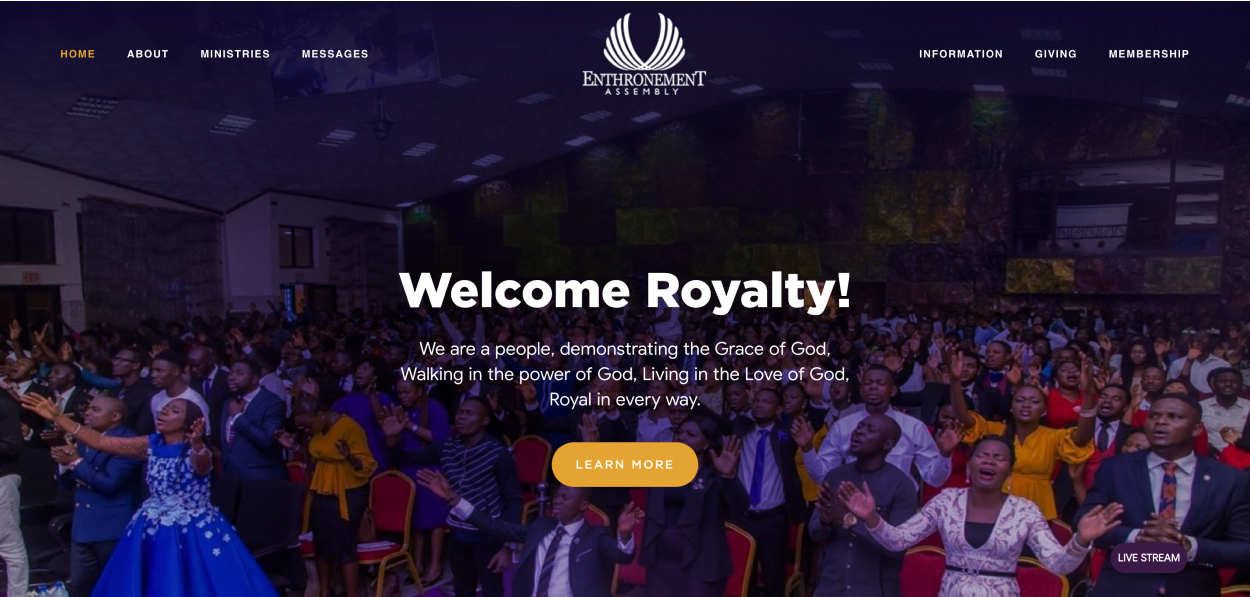 HOME
ABOUT
MINISTRIES
MESSAGES
ENTHRONEMENT
ASSEMBLY
INFORMATION
GIVING
MEMBERSHIP
Welcome Royalty!
We are a people, demonstrating the Grace of God,
Walking in the power of God, Living in the Love of God,
Royal in every way.
LEARN MORE
LIVE STREAM